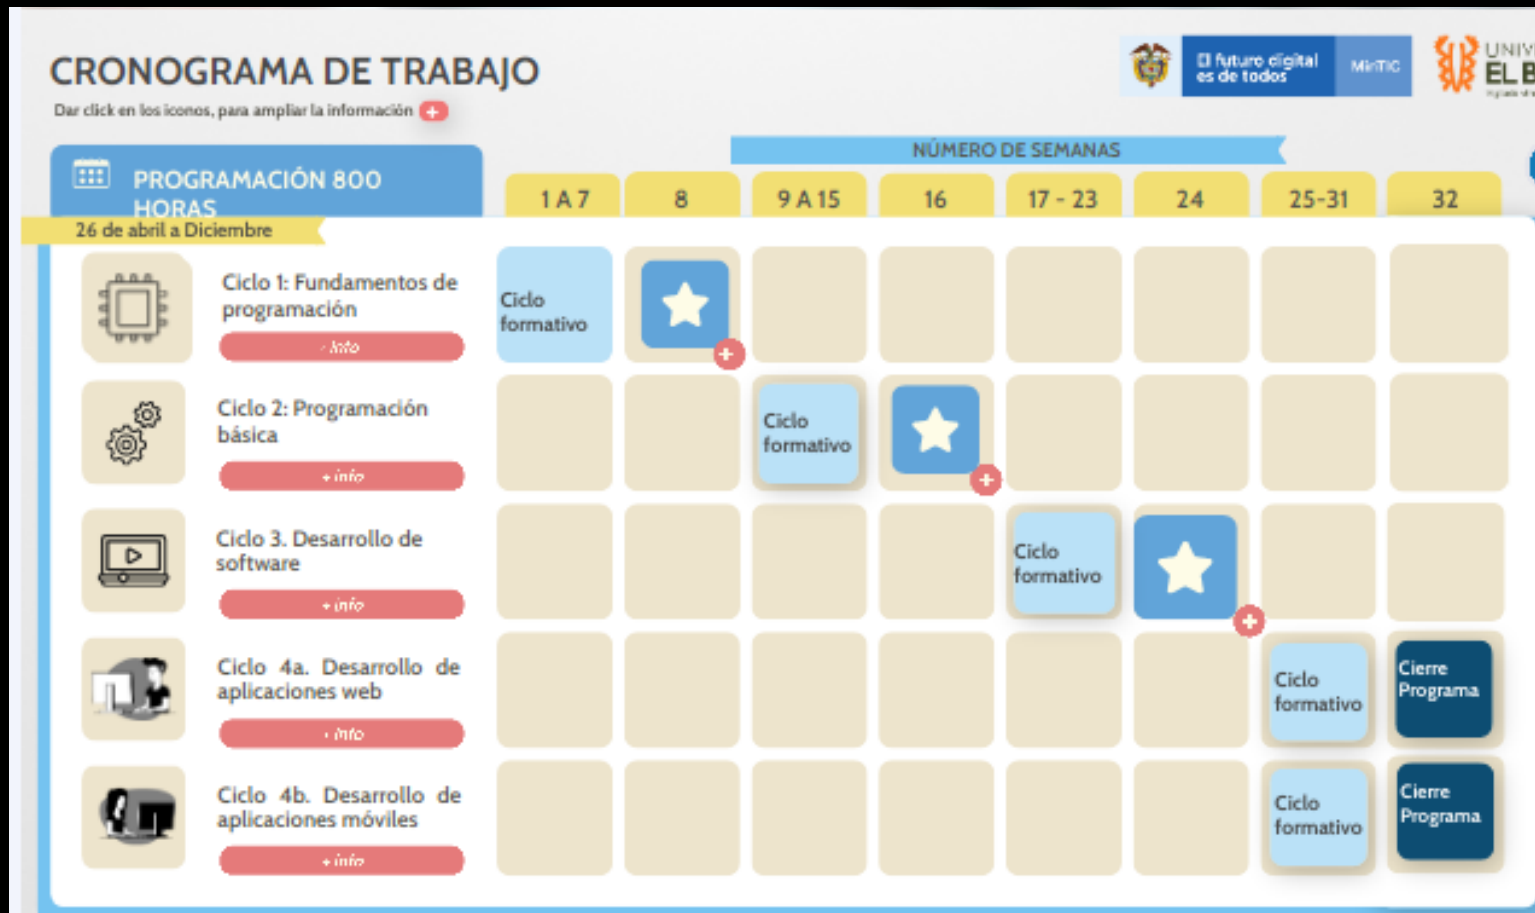 CRONOGRAMA DE TRABAJO
Dar click en los iconos, para ampliar la información
El futuro digital
es de todos
MinTIC
NÚMERO DE SEMANAS
PROGRAMACIÓN 800
HORAS
1 A 7
8
9 A 15
16
17 - 23
24
25-31
32
26 de abril a Diciembre
Ciclo 1: Fundamentos de
programación
+ info
Ciclo
formativo
Ciclo 2: Programación
básica
+ info
Ciclo
formativo
Ciclo 3. Desarrollo de
software
+ info
Ciclo
formativo
Ciclo 4a. Desarrollo de
aplicaciones web
+ info
Ciclo
formativo
Cierre
Programa
Ciclo 4b. Desarrollo de
aplicaciones móviles
+ info
Ciclo
formativo
Cierre
Programa